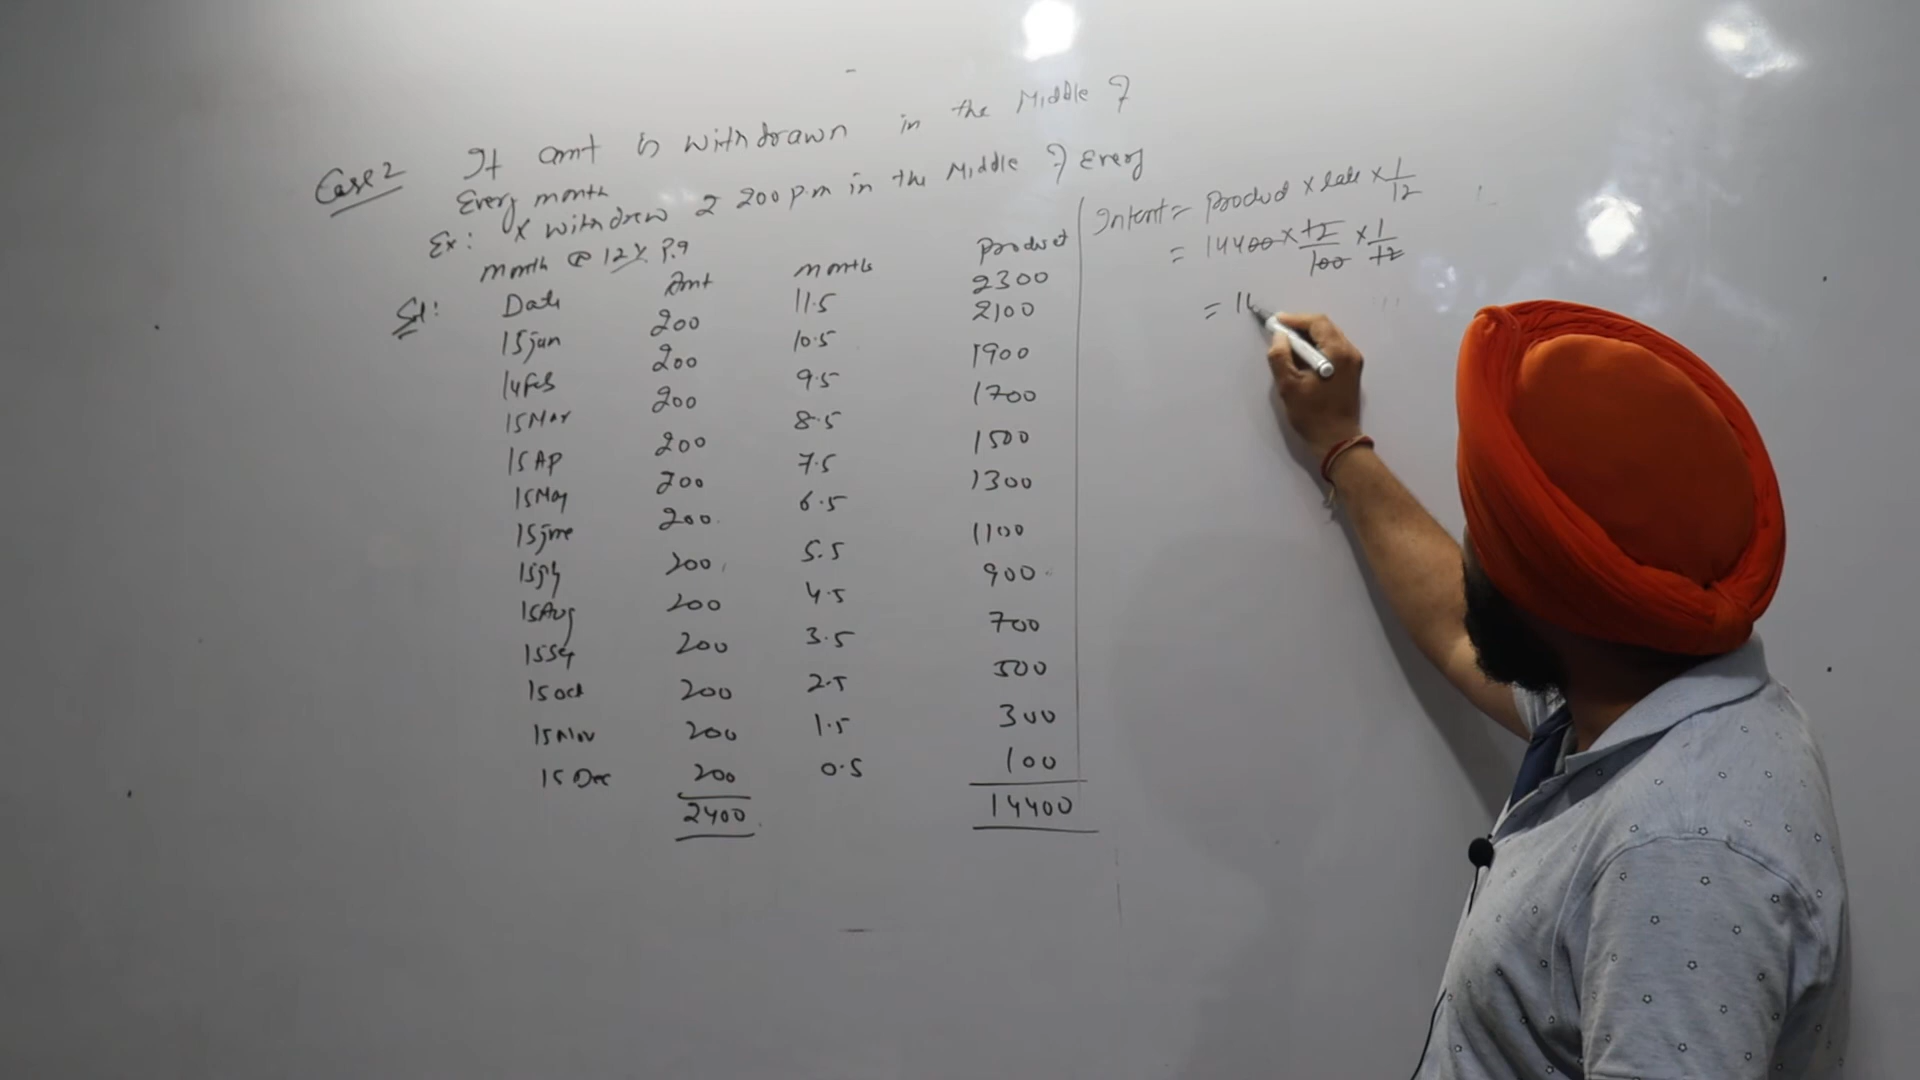 Case 2 If amt is withdrawn in the Middle of
Every month
Ex: X withdrew 2 200 p.m in the Middle of Every
month @ 12% P.a
Sol: Date Amt months Product
15 jan 200 11.5 2300
14 Feb 200 10.5 2100
15 Mar 200 9.5 1900
15 AP 200 8.5 1700
15 May 200 7.5 1500
15 june 200 6.5 1300
15 jly 200 5.5 1100
15 Aug 200 4.5 900
15 Sep 200 3.5 700
15 oct 200 2.5 500
15 Nov 200 1.5 300
15 Dec 200 0.5 100
2400 14400
Intert = Product x Rate x 1/12
= 14400 x 12/100 x 1/12
= 14